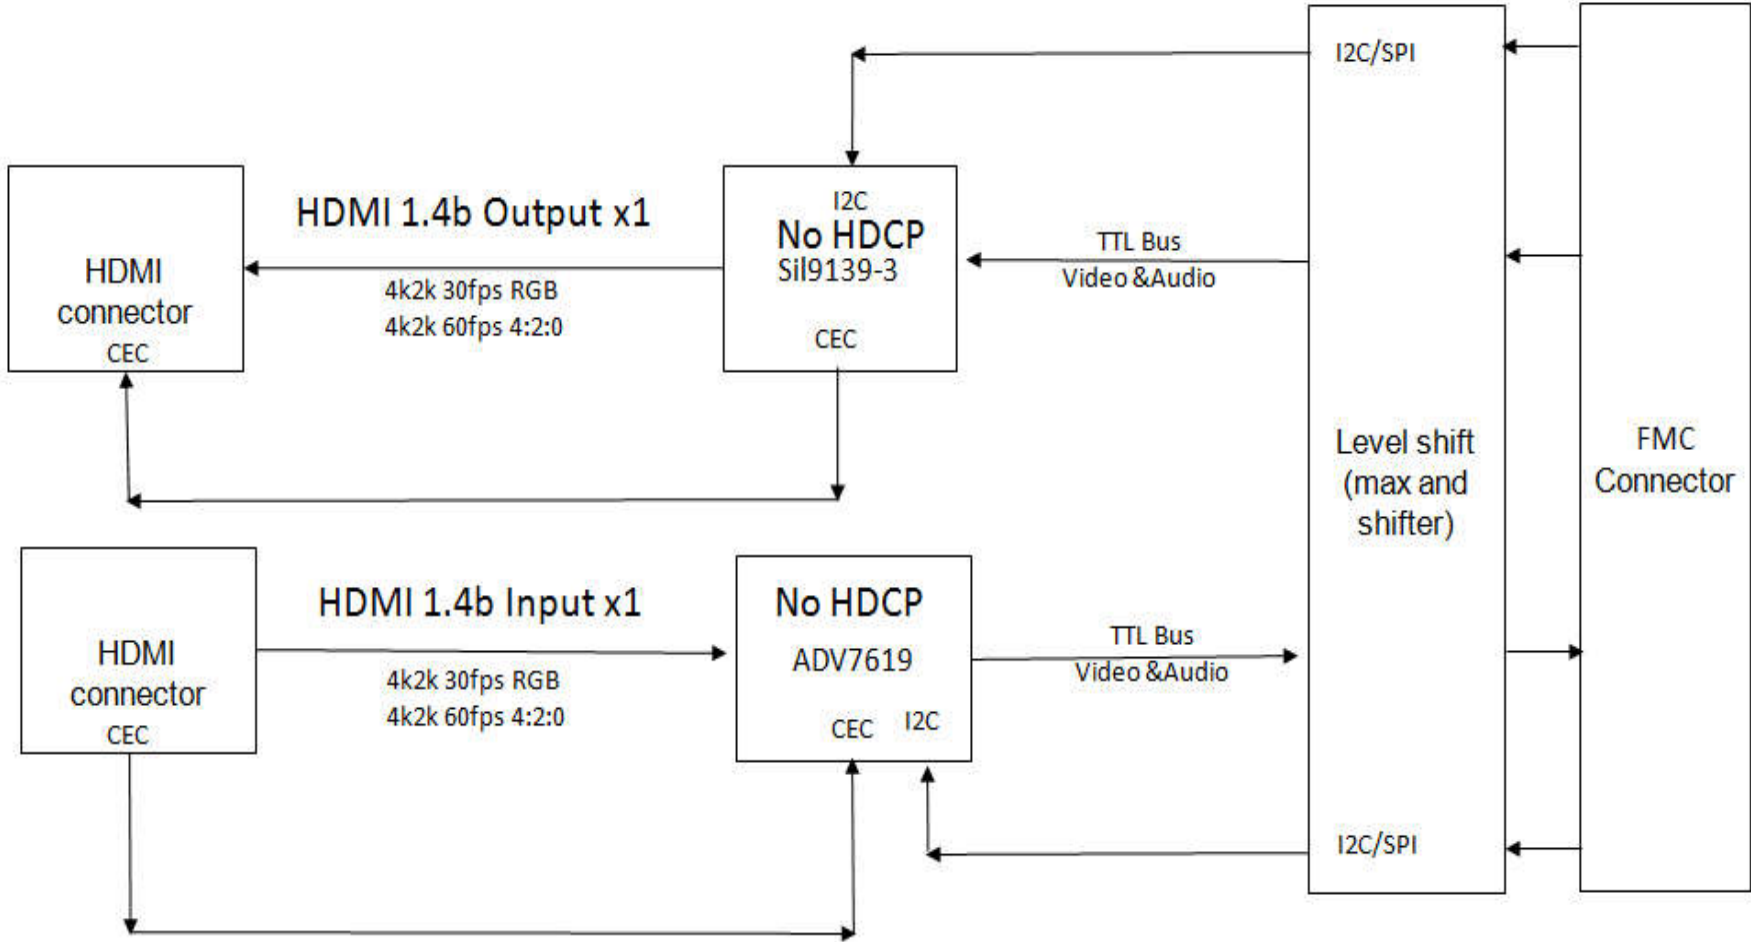 I2C/SPI
HDMI 1.4b Output x1
I2C
No HDCP
Sil9139-3
CEC
TTL Bus
Video &Audio
HDMI
connector
CEC
4k2k 30fps RGB
4k2k 60fps 4:2:0
Level shift
(max and
shifter)
FMC
Connector
HDMI 1.4b Input x1
No HDCP
ADV7619
CEC
I2C
TTL Bus
Video &Audio
HDMI
connector
CEC
4k2k 30fps RGB
4k2k 60fps 4:2:0
I2C/SPI